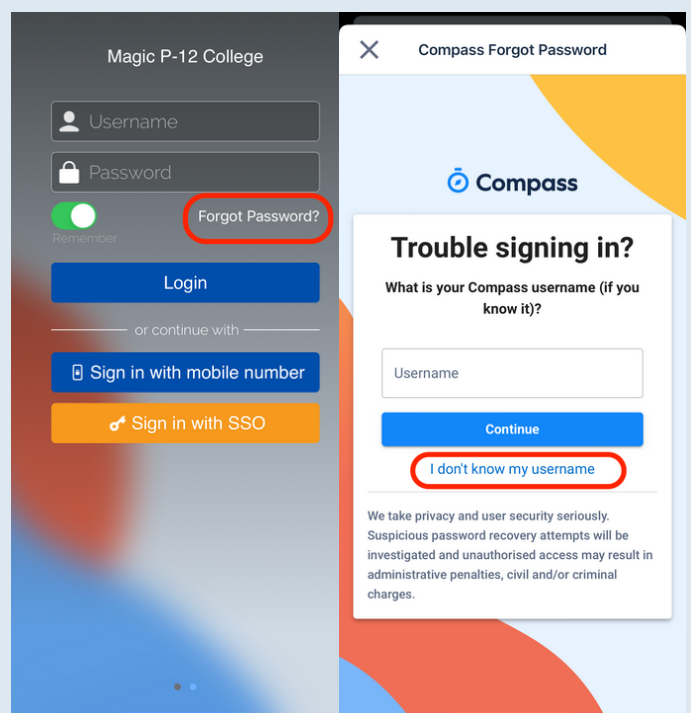 Magic P-12 College
Username
Password
Forgot Password?
Remember
Login
or continue with
Sign in with mobile number
Sign in with SSO
Compass Forgot Password
Compass
Trouble signing in?
What is your Compass username (if you
know it)?
Username
Continue
I don't know my username
We take privacy and user security seriously.
Suspicious password recovery attempts will be
investigated and unauthorised access may result in
administrative penalties, civil and/or criminal
charges.